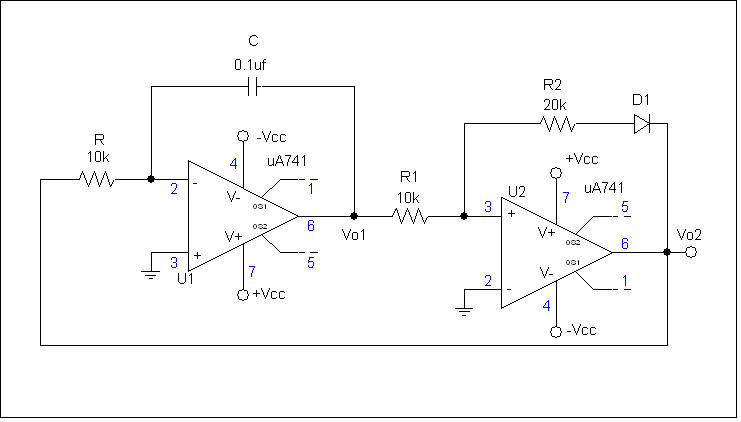 C
0.1uf
R
10k
-Vcc
4
uA741
2
-
1
V-
OS1
OS2
V+
6
Vo1
3
+
5
U1
7
+Vcc
R1
10k
R2
20k
D1
+Vcc
U2
7
uA741
3
+
5
V+
OS2
6
Vo2
V-
OS1
2
-
1
4
-Vcc